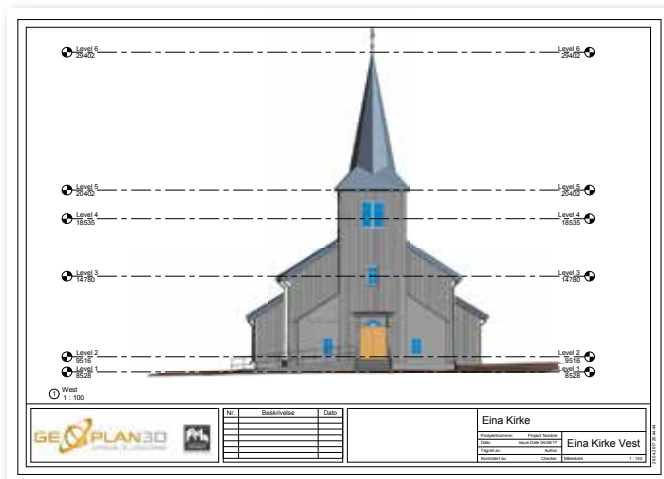 Level 6
29402
Level 6
29402
Level 5
20402
Level 5
20402
Level 4
18535
Level 4
18535
Level 3
14780
Level 3
14780
Level 2
9516
Level 2
9516
Level 1
8528
Level 1
8528
1
West
1 : 100
GEOPLAN3D
Nr. Beskrivelse Dato
Eina Kirke
Prosjektnummer: Project Number
Dato: Issue Date 04/28/17
Tegnet av: Author
Kontrollert av: Checker
Eina Kirke Vest
Målestokk: 1 : 100